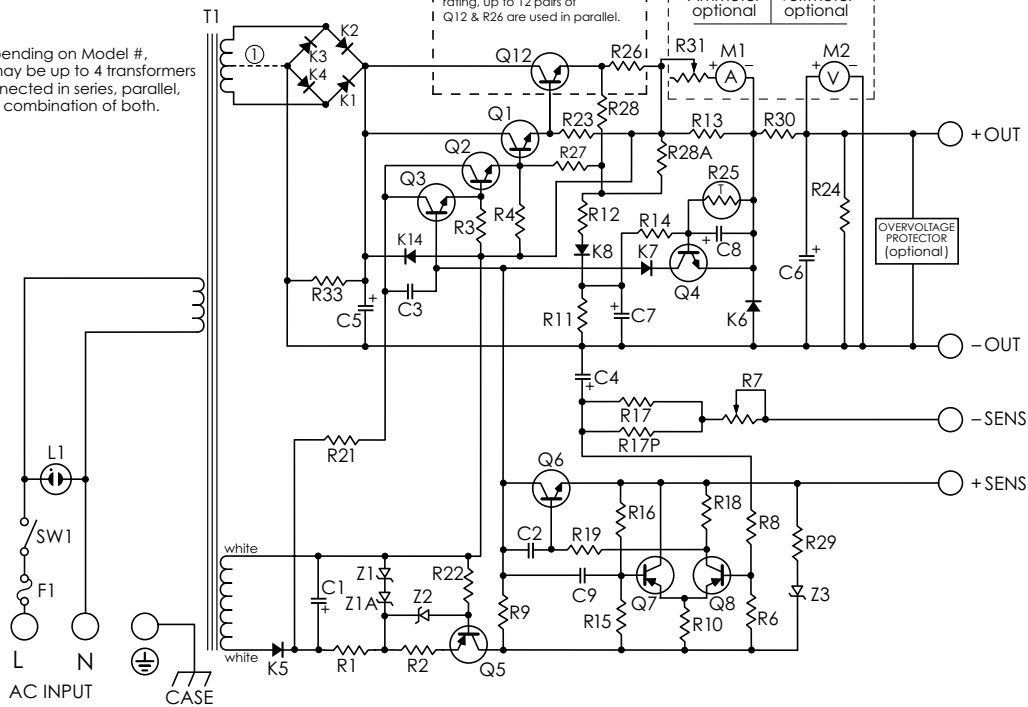 T1
rating, up to 12 pairs of
Q12 & R26 are used in parallel.
Ammeter Voltmeter
optional optional
pending on Model #,
may be up to 4 transformers
nnected in series, parallel,
combination of both.
1
K3
K2
K4
K1
Q12
R26
R31
M1
+
−
A
M2
+
−
V
R28
Q1
R23
R13
R30
+OUT
Q2
R27
R28A
R25
T
R24
Q3
R3
R4
R12
R14
+
C8
K14
K8
K7
Q4
OVERVOLTAGE
PROTECTOR
(optional)
R33
C5
+
C3
R11
+
C7
K6
C6
+
−OUT
C4
+
R17
R17P
R7
−SENS
R21
L1
Q6
+SENS
SW1
F1
C2
R19
R16
R18
R8
R29
white
C1
+
Z1
Z1A
Z2
R22
R9
C9
Q7
Q8
Z3
R15
R10
R6
white
K5
R1
R2
Q5
L
N
AC INPUT
CASE